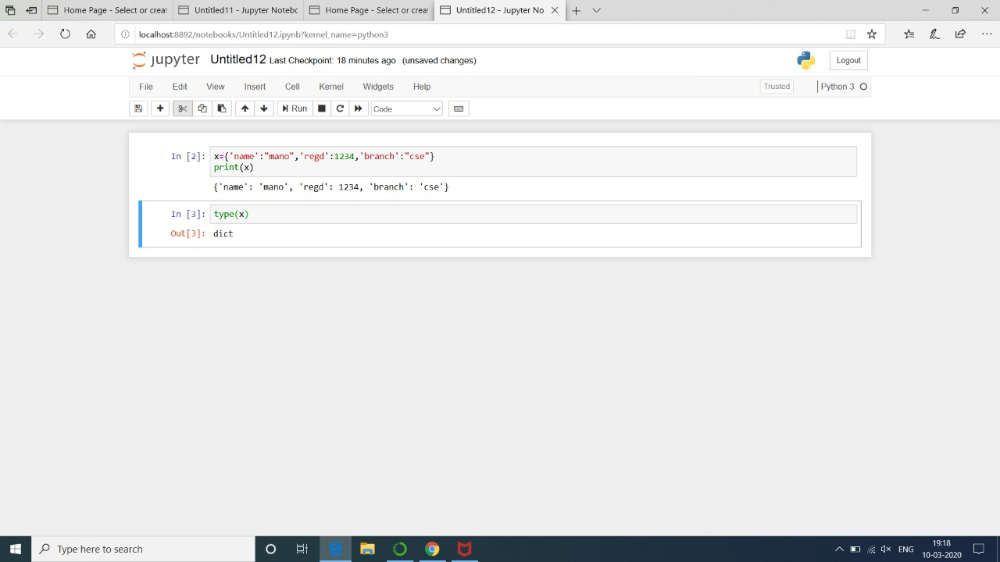 Home Page - Select or creat
Untitled11 - Jupyter Noteb
Home Page - Select or creat
Untitled12 - Jupyter No
localhost:8892/notebooks/Untitled12.ipynb?kernel_name=python3
jupyter Untitled12 Last Checkpoint: 18 minutes ago (unsaved changes)
Logout
File Edit View Insert Cell Kernel Widgets Help
Trusted
Python 3
Run
Code
In [2]: x={'name':"mano",'regd':1234,'branch':"cse"}
print(x)
{'name': 'mano', 'regd': 1234, 'branch': 'cse'}
In [3]: type(x)
Out[3]: dict
Type here to search
ENG
19:18
10-03-2020